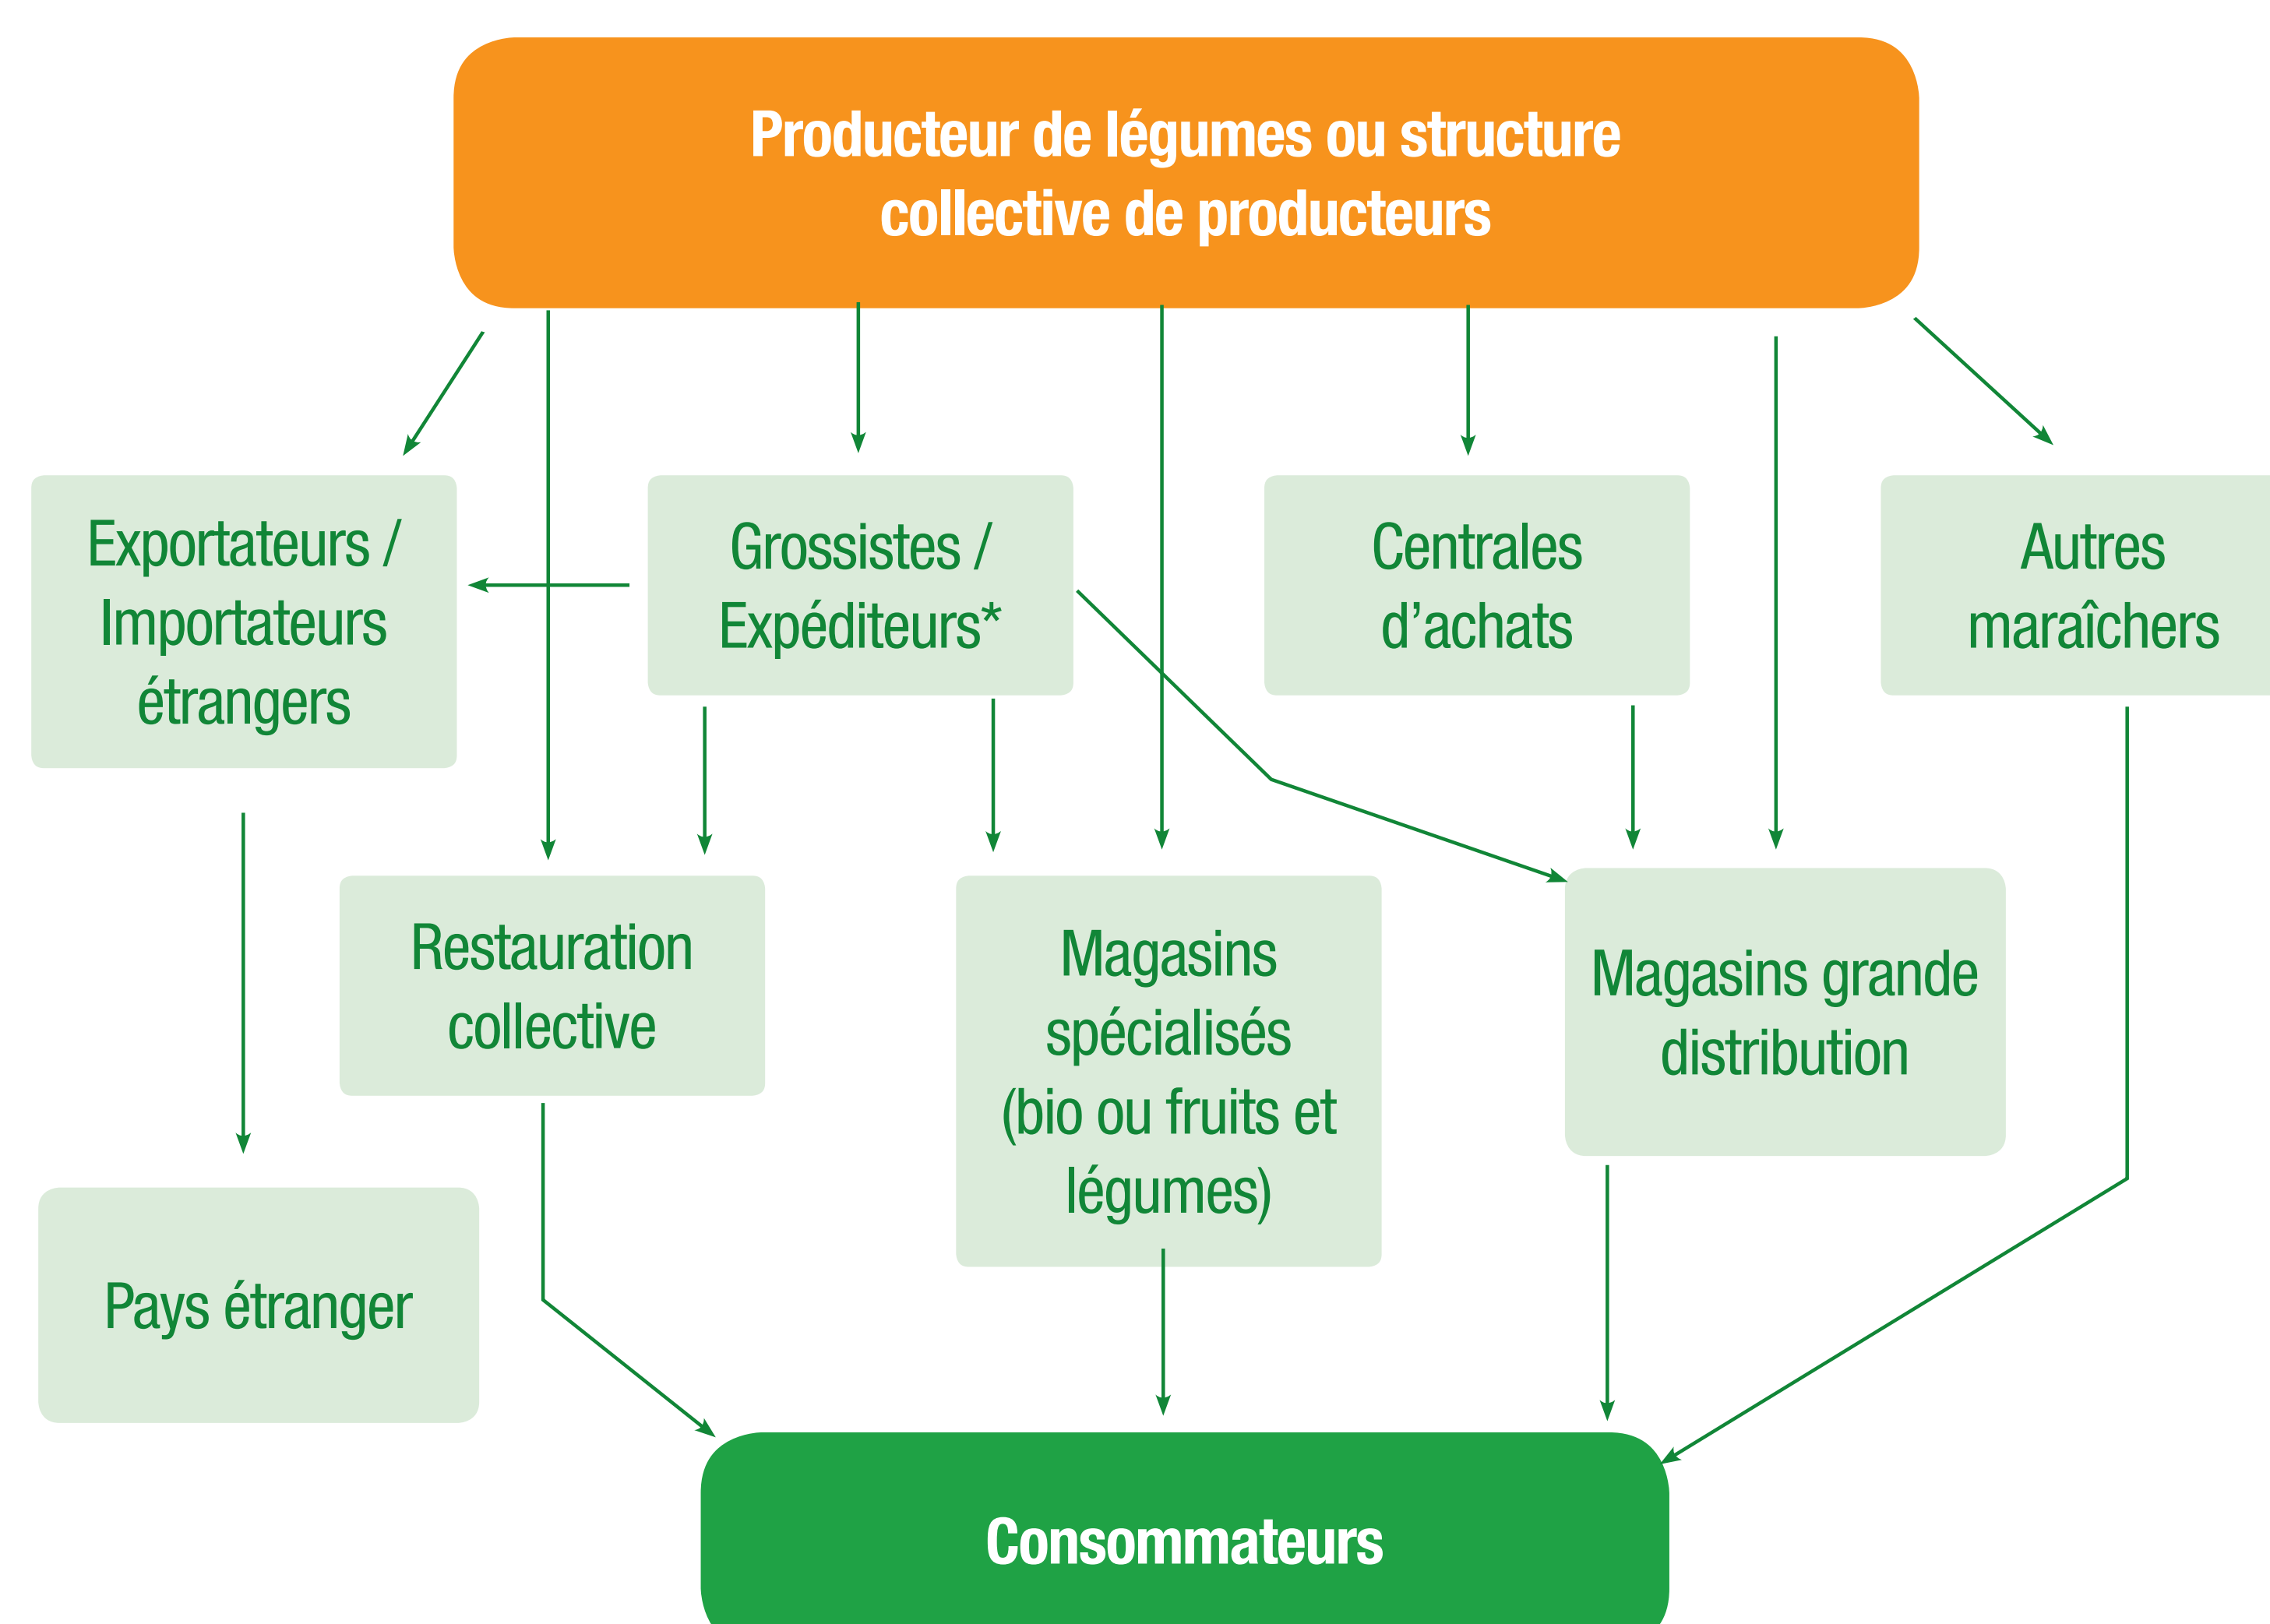 Producteur de légumes ou structure
collective de producteurs
Exportateurs /
Importateurs
étrangers
Grossistes /
Expéditeurs*
Centrales
d’achats
Autres
maraîchers
Restauration
collective
Magasins
spécialisés
(bio ou fruits et
légumes)
Magasins grande
distribution
Pays étranger
Consommateurs